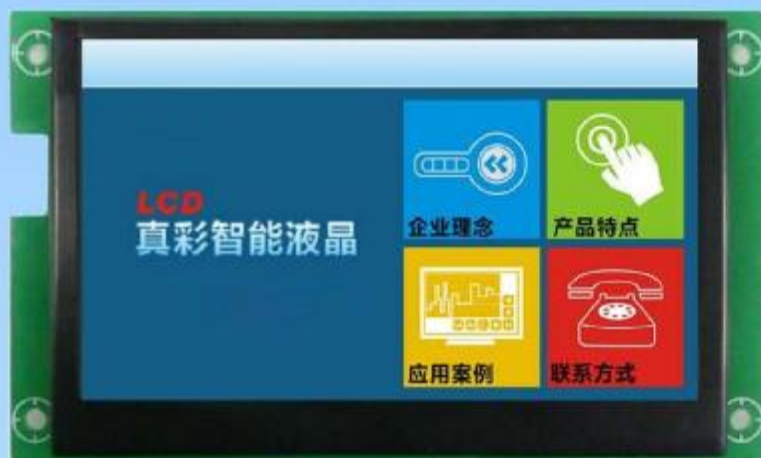 LCD
真彩智能液晶
企业理念
产品特点
应用案例
联系方式